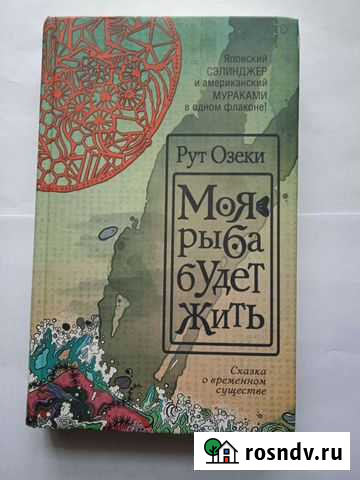 Японский
СЭЛИНДЖЕР
и американский
МУРАКАМИ
в одном флаконе!
Рут Озеки
Моя
рыба
будет
жить
Сказка
о временном
существе
rosndv.ru